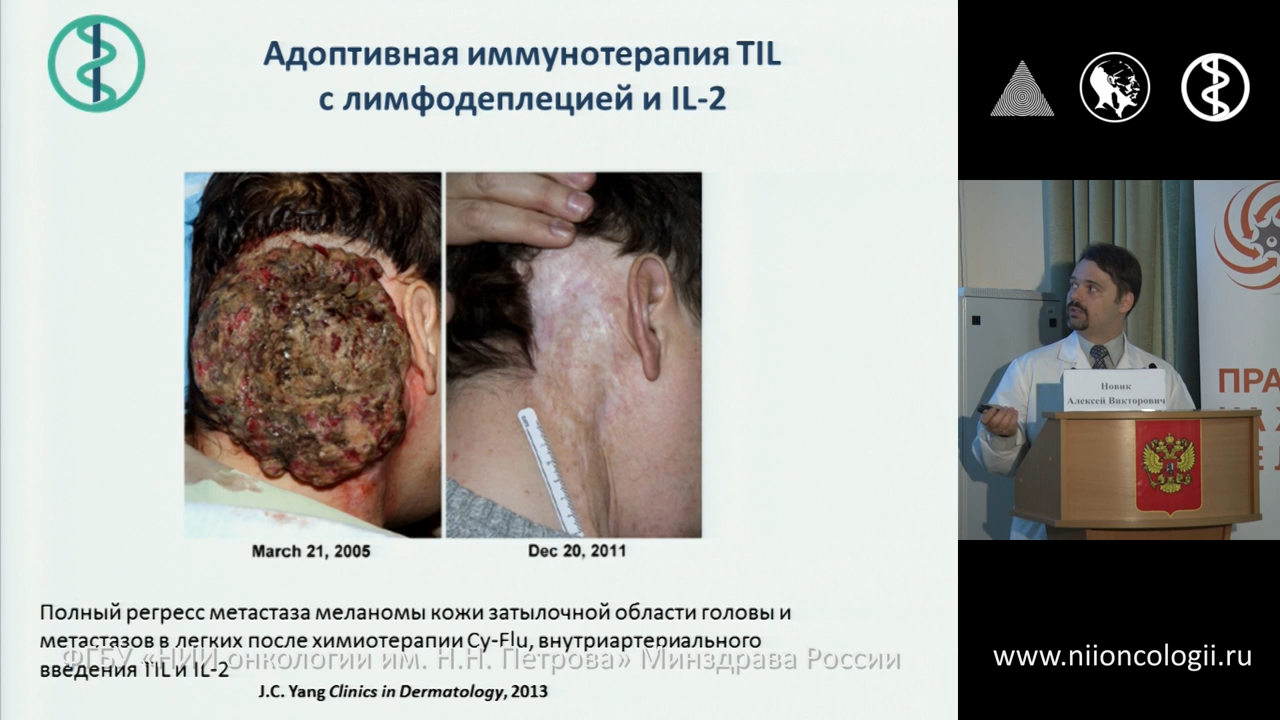 Адоптивная иммунотерапия TIL
с лимфодеплецией и IL-2
March 21, 2005
Dec 20, 2011
Полный регресс метастаза меланомы кожи затылочной области головы и
метастазов в легких после химиотерапии Cy-Flu, внутриартериального
введения TIL и IL-2
ФГБУ «НИИ онкологии им. Н.Н. Петрова» Минздрава России
J.C. Yang Clinics in Dermatology, 2013
Новик
Алексей Викторович
ПРА
www.niioncologii.ru